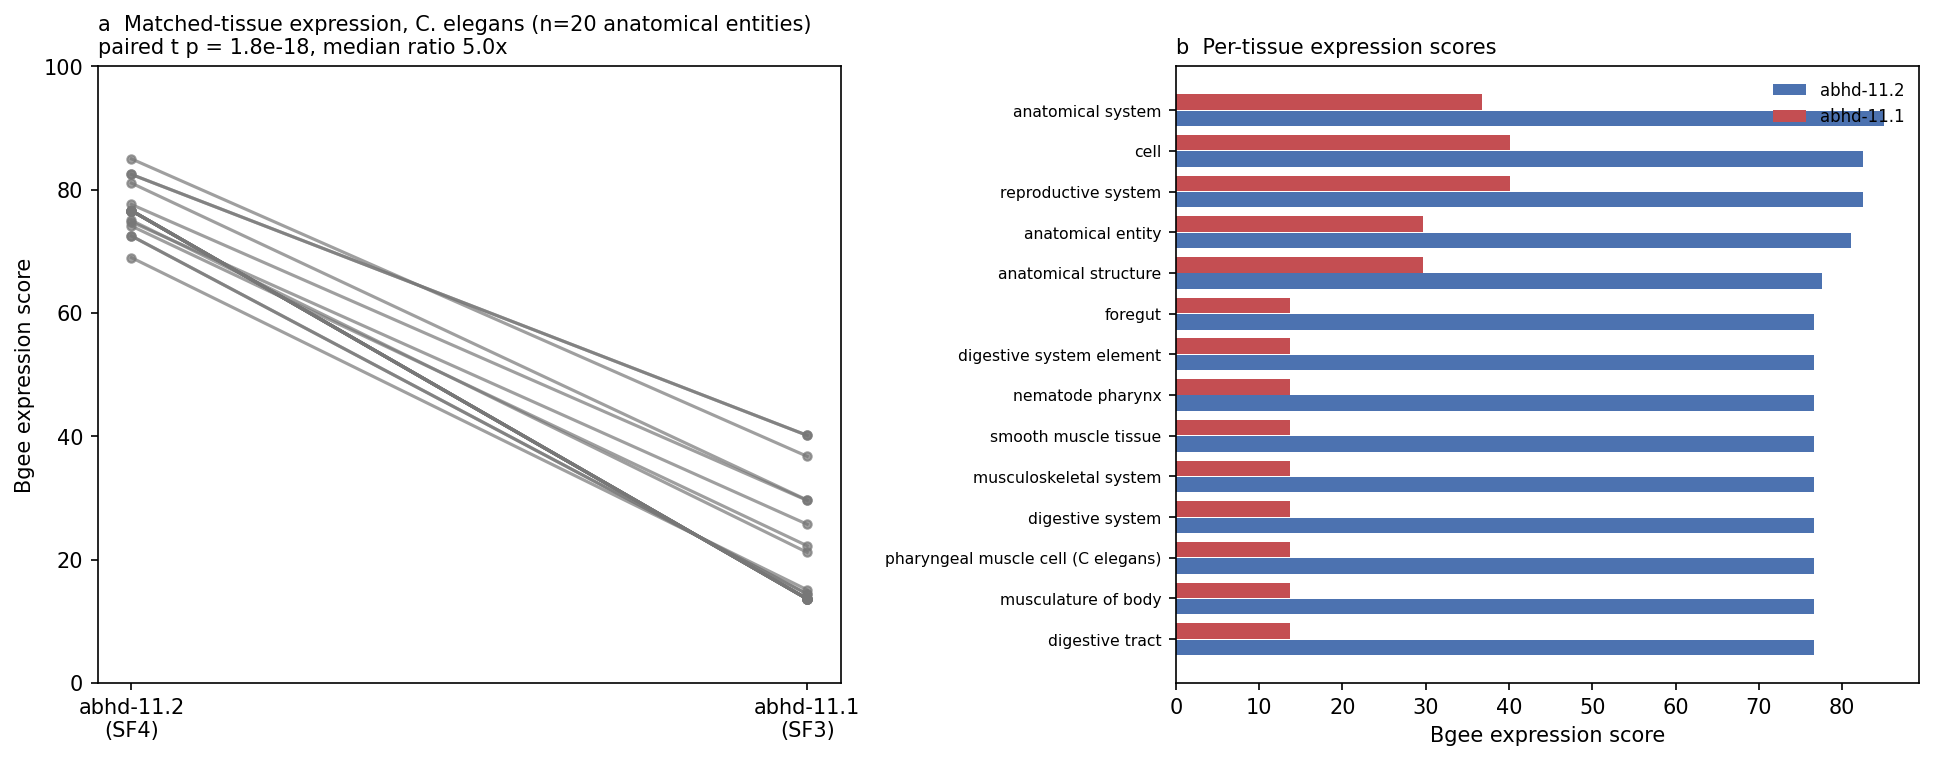 a  Matched-tissue expression, C. elegans (n=20 anatomical entities)
paired t p = 1.8e-18, median ratio 5.0x
100
80
60
40
20
0
Bgee expression score
abhd-11.2
(SF4)
abhd-11.1
(SF3)
b  Per-tissue expression scores
abhd-11.2
abhd-11.1
anatomical system
cell
reproductive system
anatomical entity
anatomical structure
foregut
digestive system element
nematode pharynx
smooth muscle tissue
musculoskeletal system
digestive system
pharyngeal muscle cell (C elegans)
musculature of body
digestive tract
0 10 20 30 40 50 60 70 80
Bgee expression score